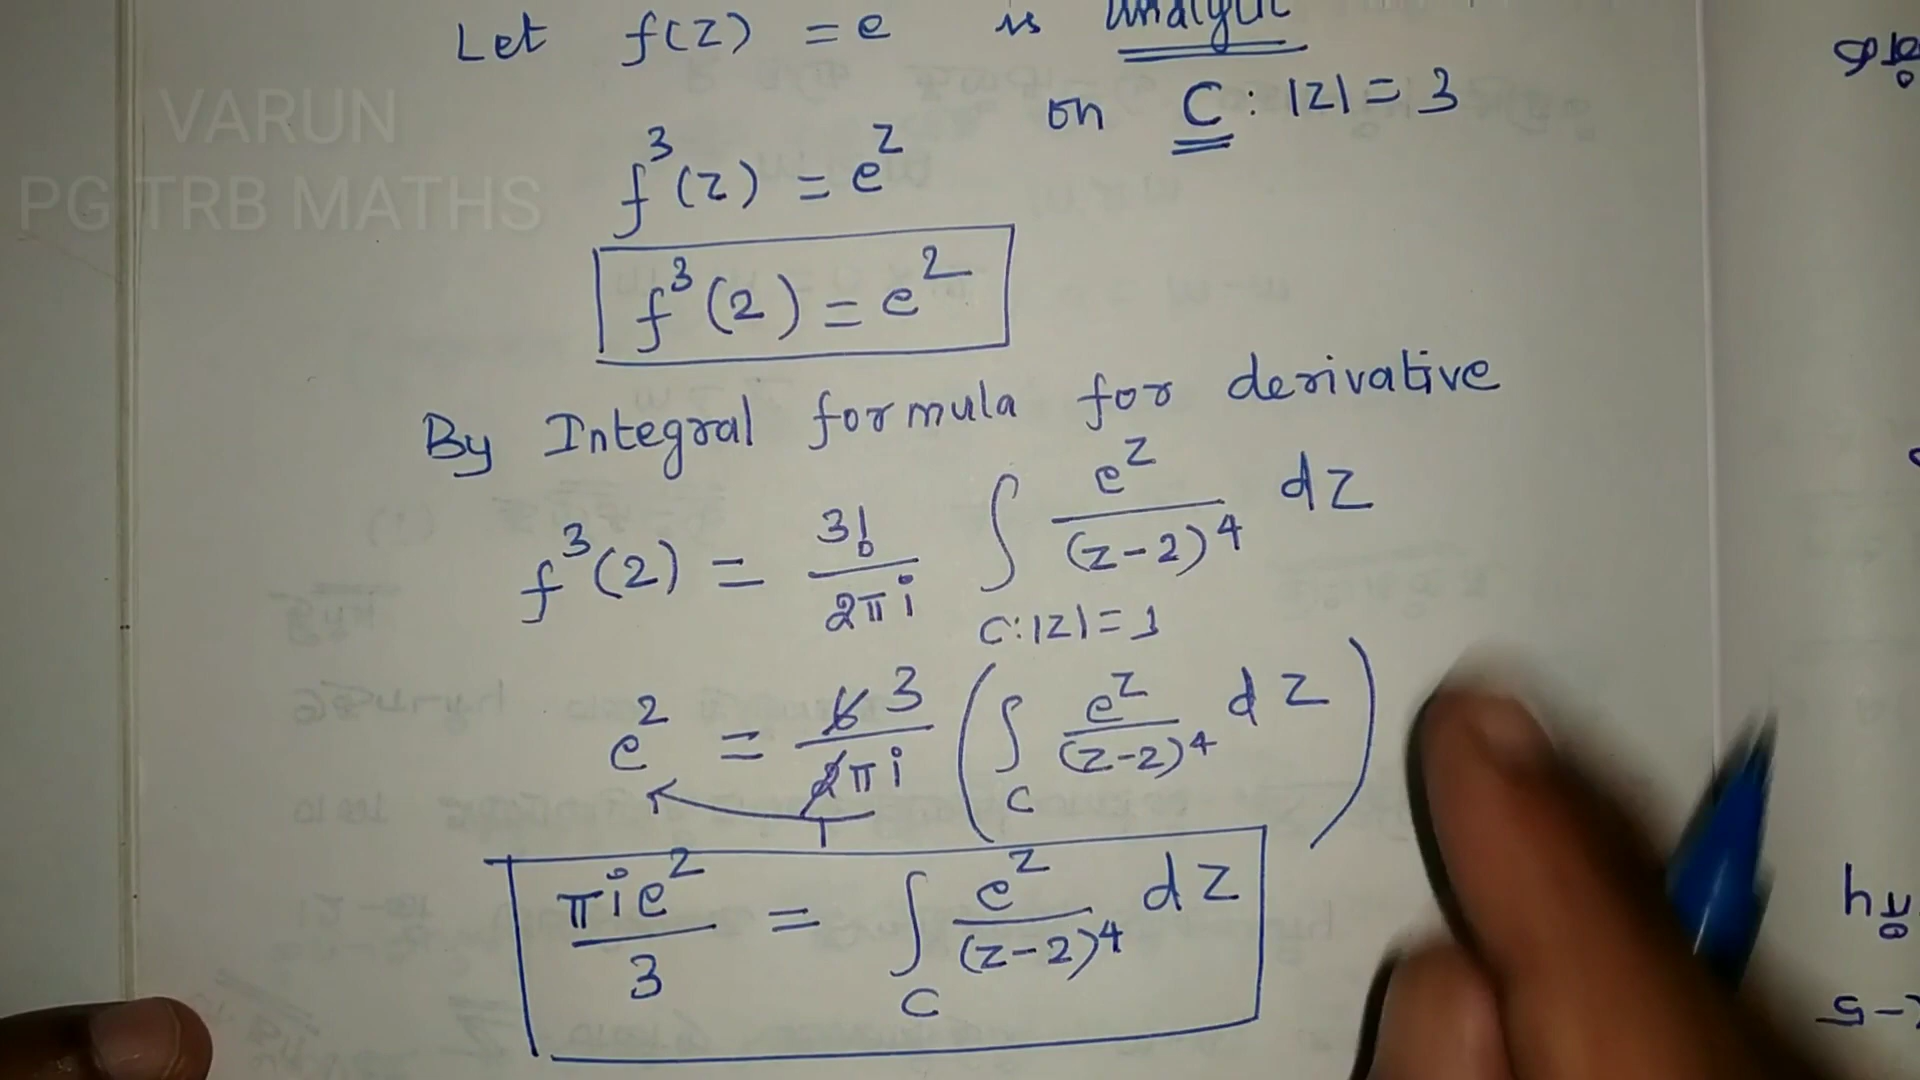 Let f(z) = e is analytic
on C : |z| = 3
VARUN
PG TRB MATHS
f³(z) = e^z
f³(2) = e²
By Integral formula for derivative
f³(2) = 3!/2πi ∫ e^z/(z-2)⁴ dz
C:|z|=3
e² = 6 3/2πi (∫_C e^z/(z-2)⁴ dz)
πie²/3 = ∫_C e^z/(z-2)⁴ dz